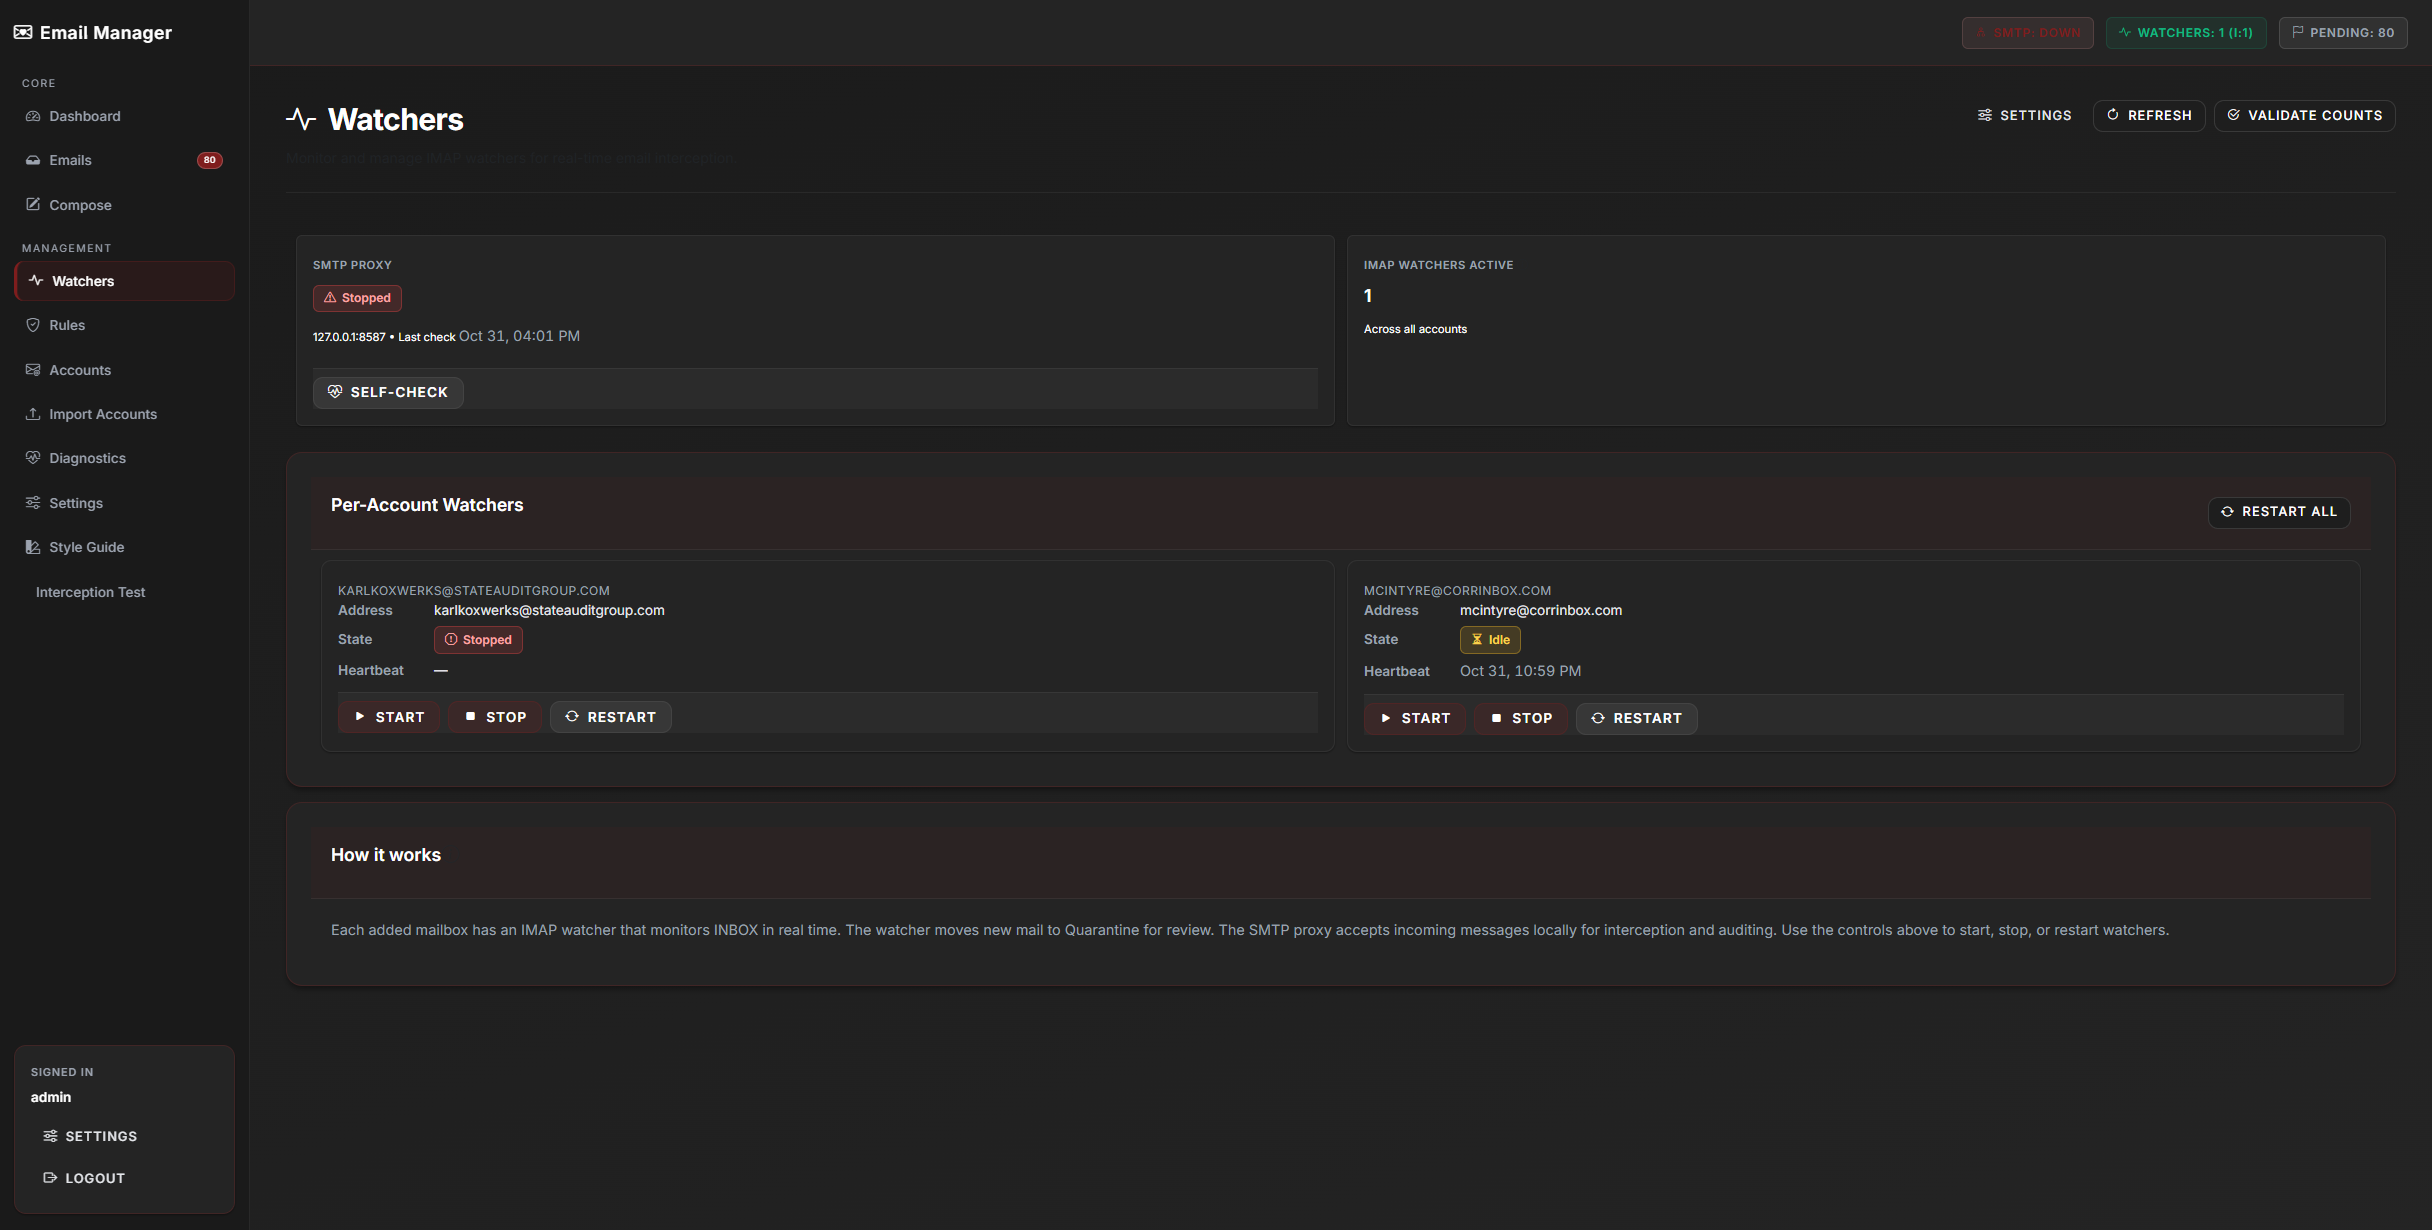 Email Manager
SMTP: DOWN
WATCHERS: 1 (I:1)
PENDING: 80
CORE
Dashboard
Emails
80
Compose
MANAGEMENT
Watchers
Rules
Accounts
Import Accounts
Diagnostics
Settings
Style Guide
Interception Test
SIGNED IN
admin
SETTINGS
LOGOUT
Watchers
Monitor and manage IMAP watchers for real-time email interception.
SETTINGS
REFRESH
VALIDATE COUNTS
SMTP PROXY
Stopped
127.0.0.1:8587 • Last check Oct 31, 04:01 PM
SELF-CHECK
IMAP WATCHERS ACTIVE
1
Across all accounts
Per-Account Watchers
RESTART ALL
KARLKOXWERKS@STATEAUDITGROUP.COM
Address karlkoxwerks@stateauditgroup.com
State Stopped
Heartbeat —
START STOP RESTART
MCINTYRE@CORRINBOX.COM
Address mcintyre@corrinbox.com
State Idle
Heartbeat Oct 31, 10:59 PM
START STOP RESTART
How it works
Each added mailbox has an IMAP watcher that monitors INBOX in real time. The watcher moves new mail to Quarantine for review. The SMTP proxy accepts incoming messages locally for interception and auditing. Use the controls above to start, stop, or restart watchers.